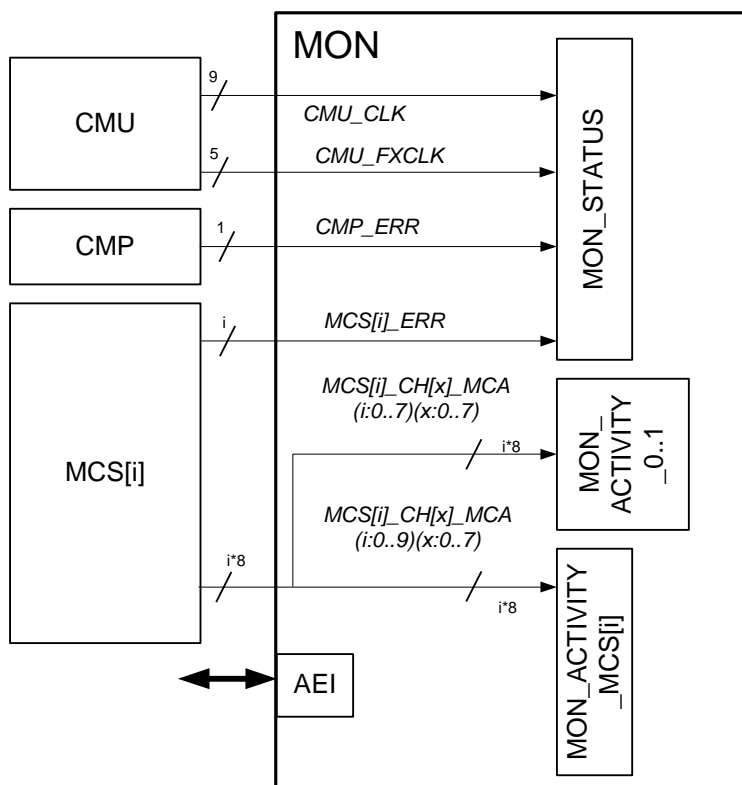 MON
CMU
9
CMU_CLK
5
CMU_FXCLK
MON_STATUS
CMP
1
CMP_ERR
MCS[i]
i
MCS[i]_ERR
MCS[i]_CH[x]_MCA
(i:0..7)(x:0..7)
i*8
MON_
ACTIVITY
_0..1
MCS[i]_CH[x]_MCA
(i:0..9)(x:0..7)
i*8
i*8
MON_ACTIVITY
_MCS[i]
AEI